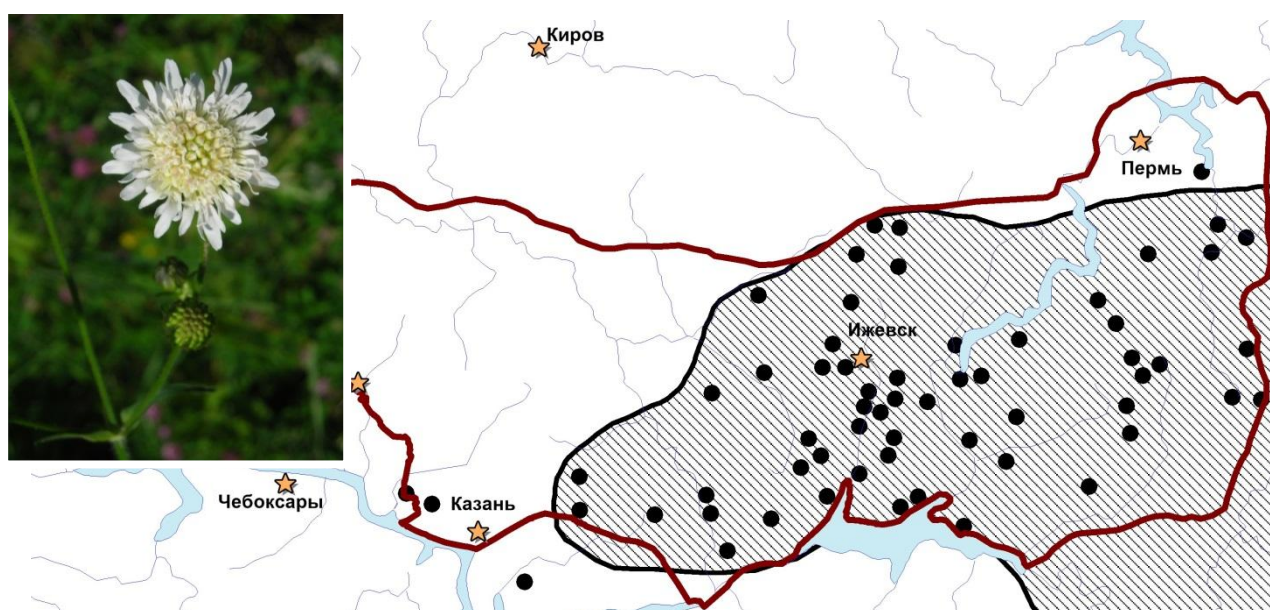 Киров
Пермь
Ижевск
Чебоксары
Казань